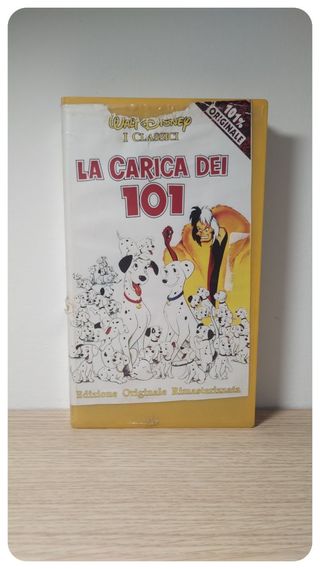 WALT DISNEY
I CLASSICI
101%
ORIGINALE
LA CARICA DEI
101
Edizione Originale Rimasterizzata